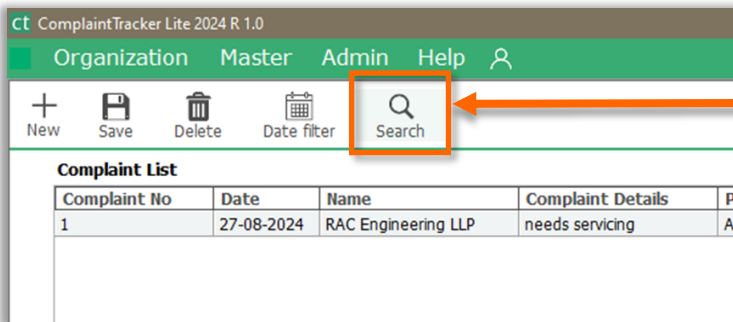 ct ComplaintTracker Lite 2024 R 1.0
Organization Master Admin Help
New Save Delete Date filter Search
Complaint List
Complaint No Date Name Complaint Details P
1 27-08-2024 RAC Engineering LLP needs servicing A